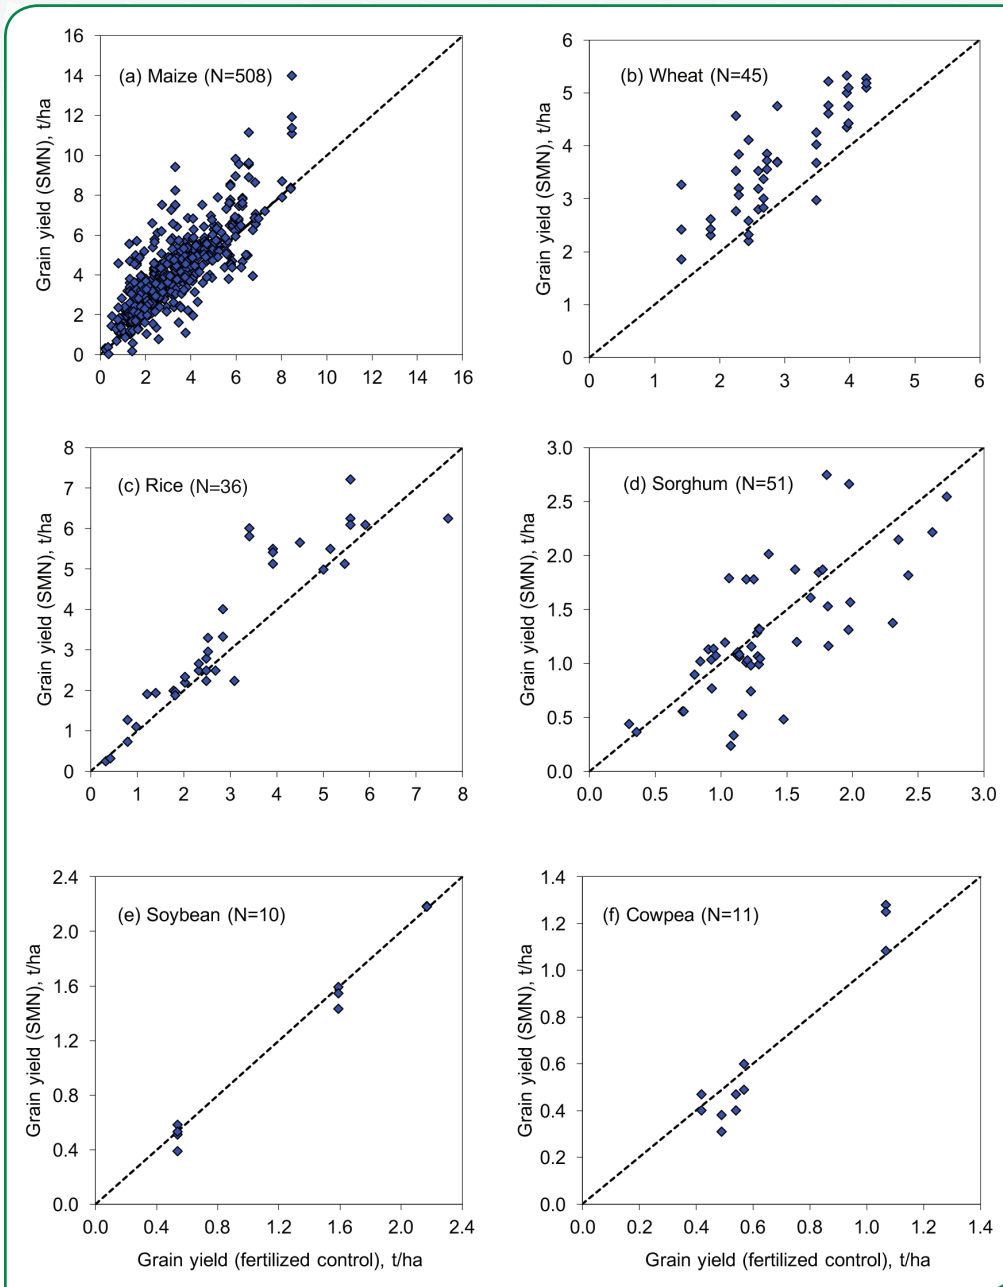 (a) Maize (N=508)
Grain yield (SMN), t/ha
16
14
12
10
8
6
4
2
0
0 2 4 6 8 10 12 14 16
(b) Wheat (N=45)
Grain yield (SMN), t/ha
6
5
4
3
2
1
0
0 1 2 3 4 5 6
(c) Rice (N=36)
Grain yield (SMN), t/ha
8
7
6
5
4
3
2
1
0
0 1 2 3 4 5 6 7 8
(d) Sorghum (N=51)
Grain yield (SMN), t/ha
3.0
2.5
2.0
1.5
1.0
0.5
0.0
0.0 0.5 1.0 1.5 2.0 2.5 3.0
(e) Soybean (N=10)
Grain yield (SMN), t/ha
2.4
2.0
1.6
1.2
0.8
0.4
0.0
0.0 0.4 0.8 1.2 1.6 2.0 2.4
Grain yield (fertilized control), t/ha
(f) Cowpea (N=11)
Grain yield (SMN), t/ha
1.4
1.2
1.0
0.8
0.6
0.4
0.2
0.0
0.0 0.2 0.4 0.6 0.8 1.0 1.2 1.4
Grain yield (fertilized control), t/ha